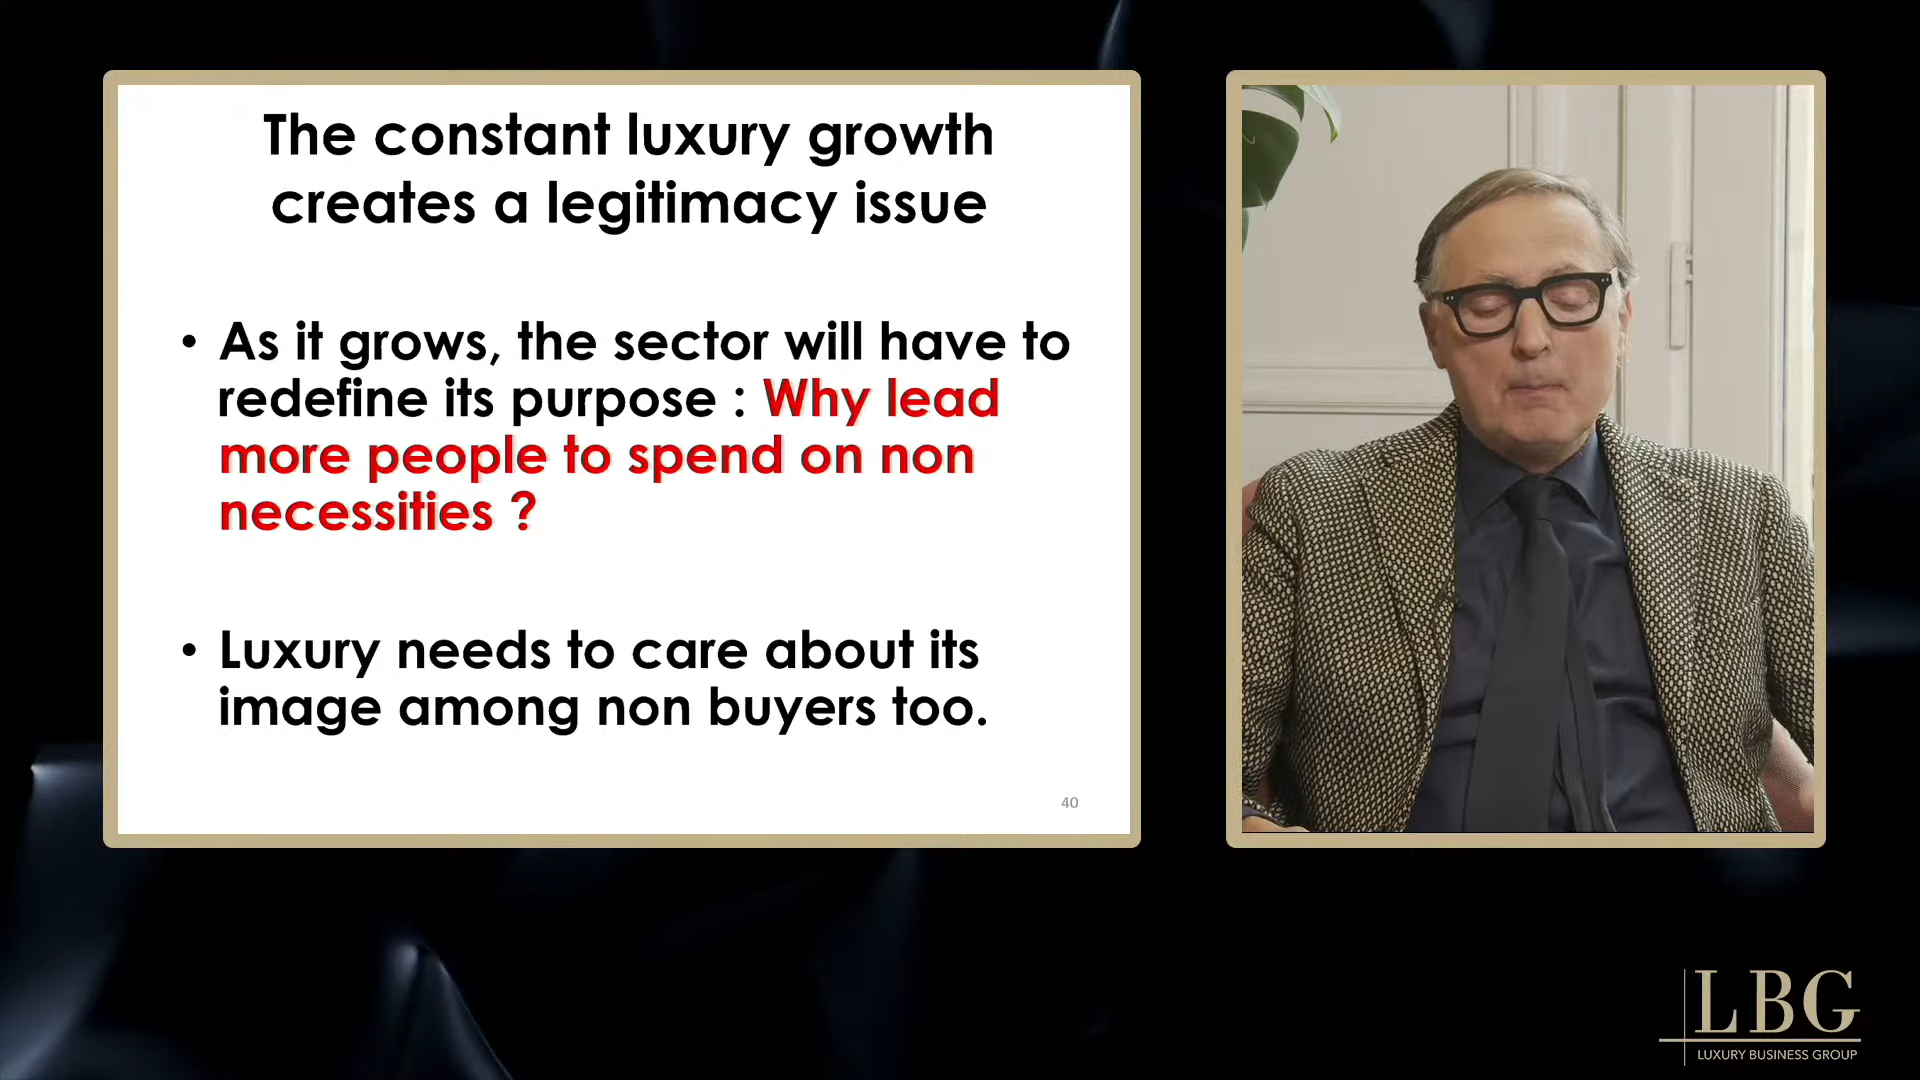 The constant luxury growth
creates a legitimacy issue
• As it grows, the sector will have to
redefine its purpose : Why lead
more people to spend on non
necessities ?
• Luxury needs to care about its
image among non buyers too.
40
LBG
LUXURY BUSINESS GROUP